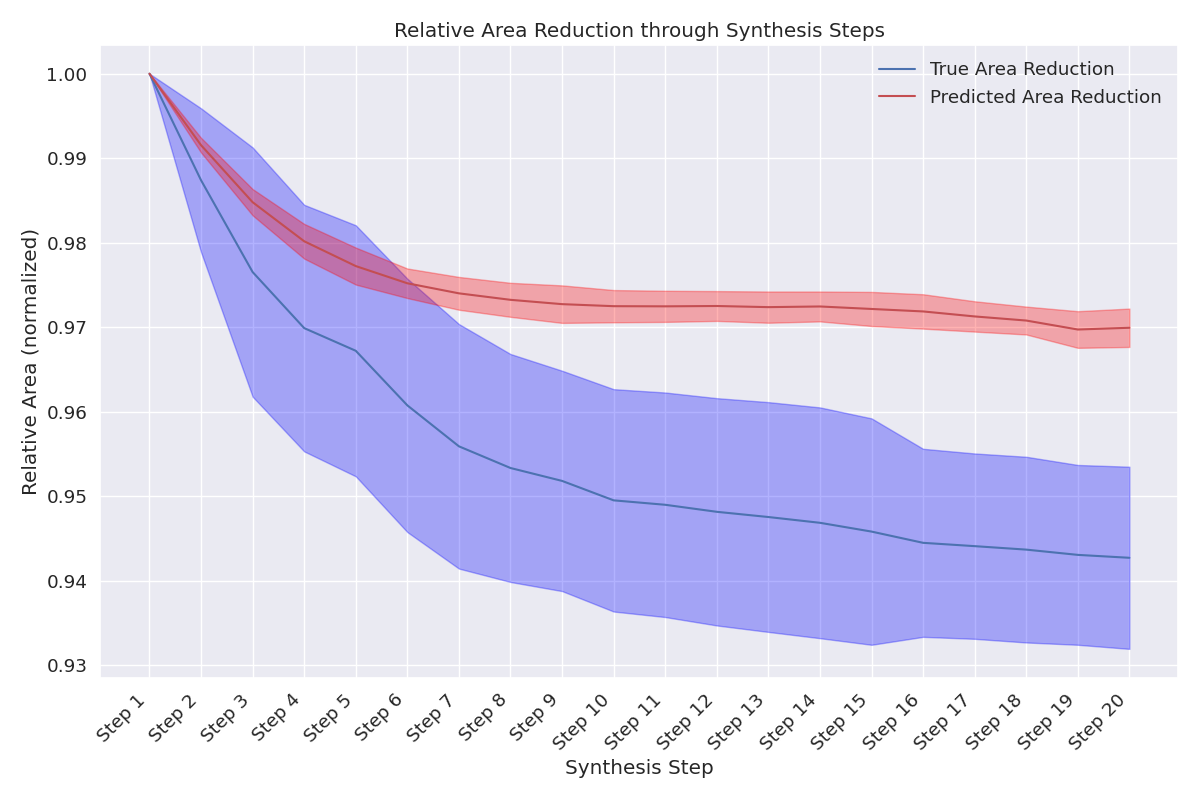 Relative Area Reduction through Synthesis Steps
True Area Reduction
Predicted Area Reduction
Relative Area (normalized)
1.00
0.99
0.98
0.97
0.96
0.95
0.94
0.93
Step 1
Step 2
Step 3
Step 4
Step 5
Step 6
Step 7
Step 8
Step 9
Step 10
Step 11
Step 12
Step 13
Step 14
Step 15
Step 16
Step 17
Step 18
Step 19
Step 20
Synthesis Step